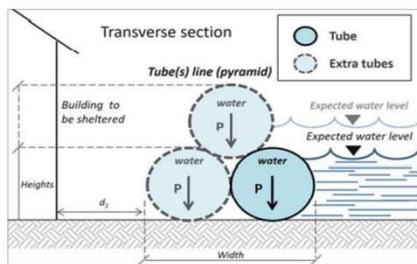 Transverse section
Tube
Extra tubes
Tube(s) line (pyramid)
Building to
be sheltered
water
P
Expected water level
Expected water level
water
P
water
P
Heights
d₁
Width